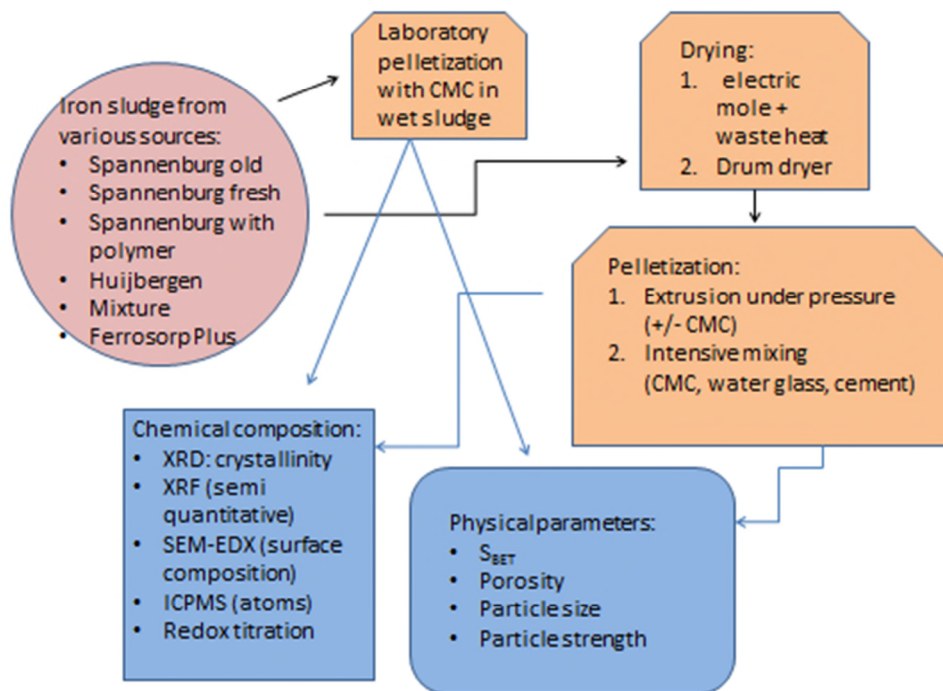 Iron sludge from
various sources:
• Spannenburg old
• Spannenburg fresh
• Spannenburg with
polymer
• Huijbergen
• Mixture
• FerrosorpPlus
Laboratory
pelletization
with CMC in
wet sludge
Drying:
1. electric
mole +
waste heat
2. Drum dryer
Pelletization:
1. Extrusion under pressure
(+/- CMC)
2. Intensive mixing
(CMC, water glass, cement)
Chemical composition:
• XRD: crystallinity
• XRF (semi
quantitative)
• SEM-EDX (surface
composition)
• ICPMS (atoms)
• Redox titration
Physical parameters:
• SBET
• Porosity
• Particle size
• Particle strength